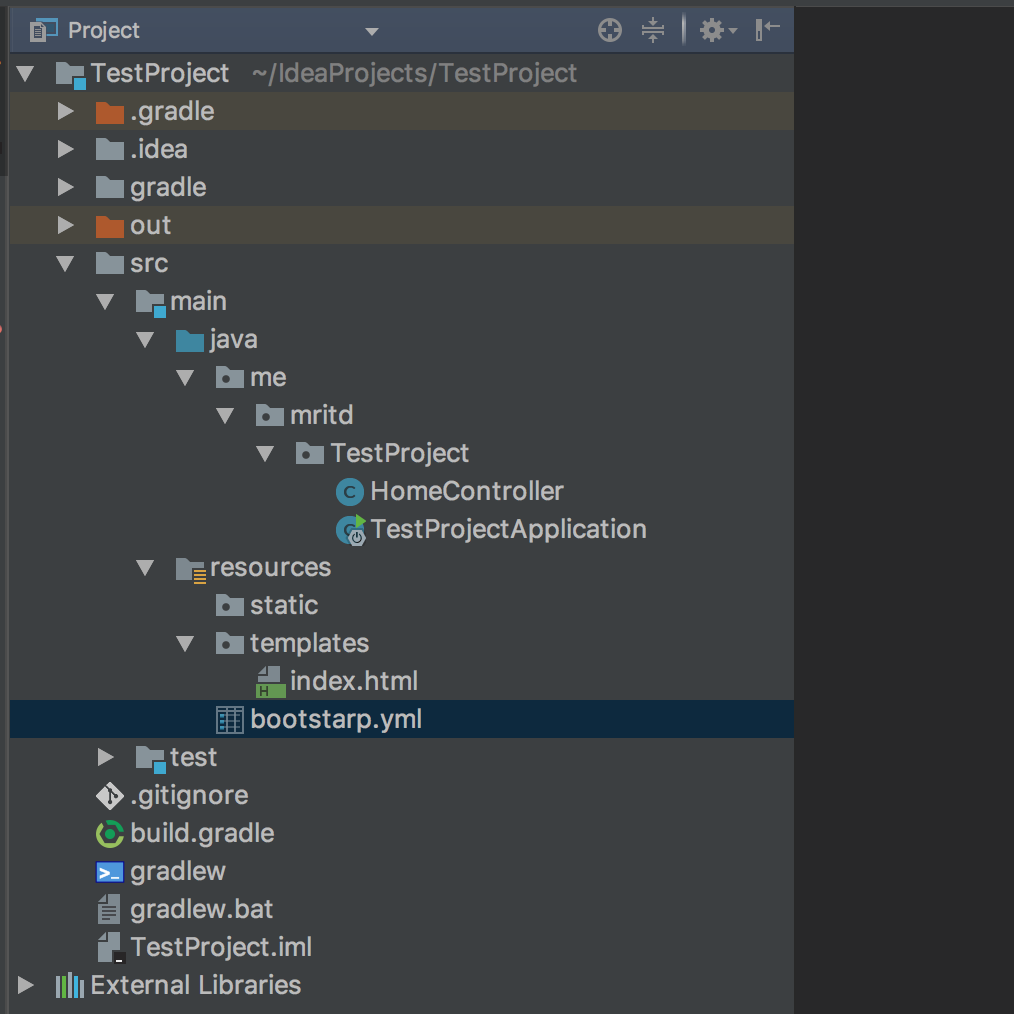 Project
TestProject ~/IdeaProjects/TestProject
.gradle
.idea
gradle
out
src
main
java
me
mritd
TestProject
HomeController
TestProjectApplication
resources
static
templates
index.html
bootstarp.yml
test
.gitignore
build.gradle
gradlew
gradlew.bat
TestProject.iml
External Libraries